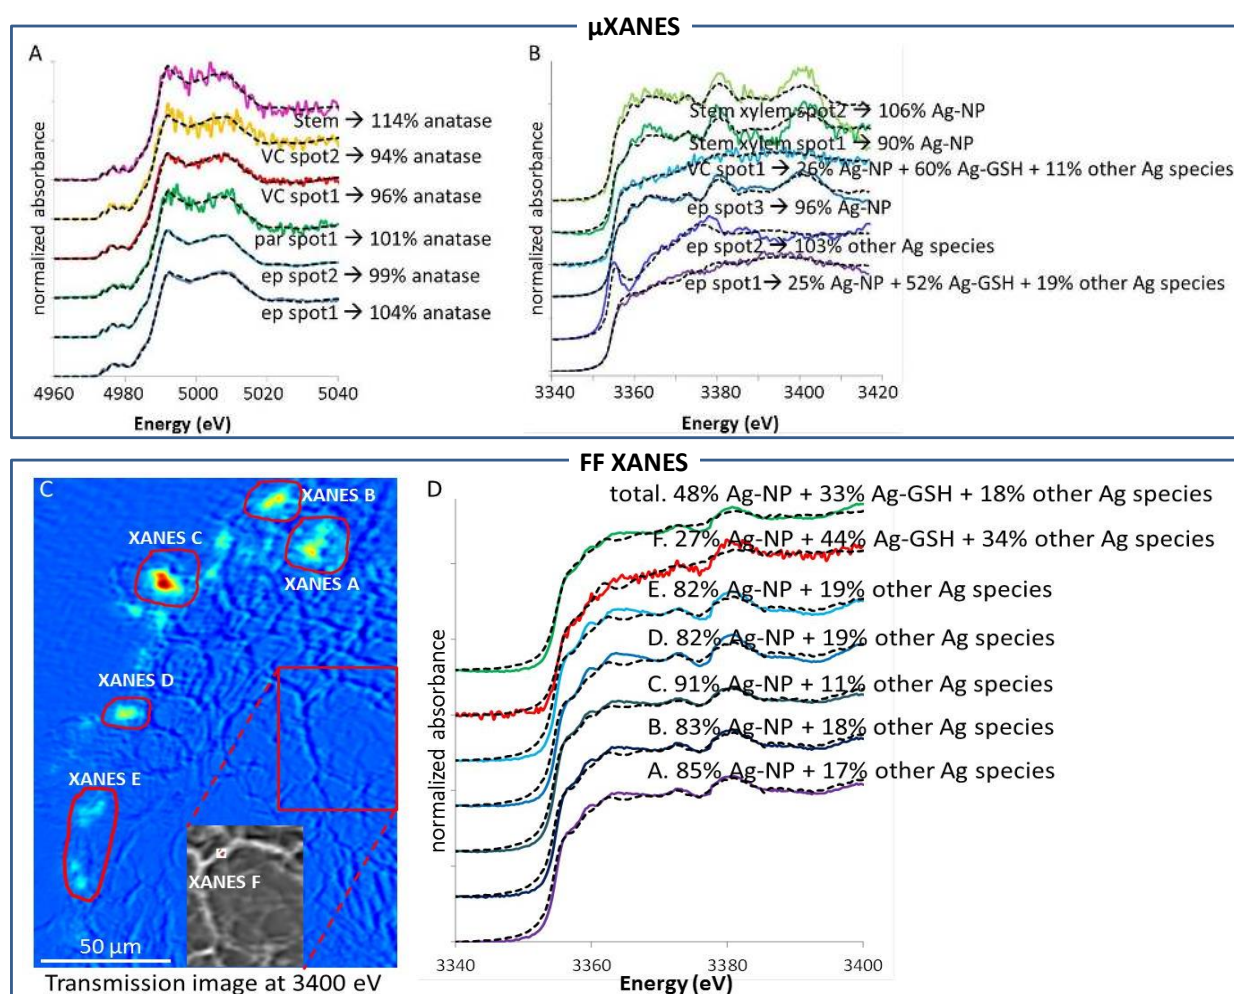 µXANES
A
normalized absorbance
Stem → 114% anatase
VC spot2 → 94% anatase
VC spot1 → 96% anatase
par spot1 → 101% anatase
ep spot2 → 99% anatase
ep spot1 → 104% anatase
4960 4980 5000 5020 5040
Energy (eV)
B
normalized absorbance
Stem xylem spot2 → 106% Ag-NP
Stem xylem spot1 → 90% Ag-NP
VC spot1 → 26% Ag-NP + 60% Ag-GSH + 11% other Ag species
ep spot3 → 96% Ag-NP
ep spot2 → 103% other Ag species
ep spot1 → 25% Ag-NP + 52% Ag-GSH + 19% other Ag species
3340 3360 3380 3400 3420
Energy (eV)
FF XANES
C
XANES B
XANES C
XANES A
XANES D
XANES E
XANES F
50 µm
Transmission image at 3400 eV
D
normalized absorbance
total. 48% Ag-NP + 33% Ag-GSH + 18% other Ag species
F. 27% Ag-NP + 44% Ag-GSH + 34% other Ag species
E. 82% Ag-NP + 19% other Ag species
D. 82% Ag-NP + 19% other Ag species
C. 91% Ag-NP + 11% other Ag species
B. 83% Ag-NP + 18% other Ag species
A. 85% Ag-NP + 17% other Ag species
3340 3360 3380 3400
Energy (eV)